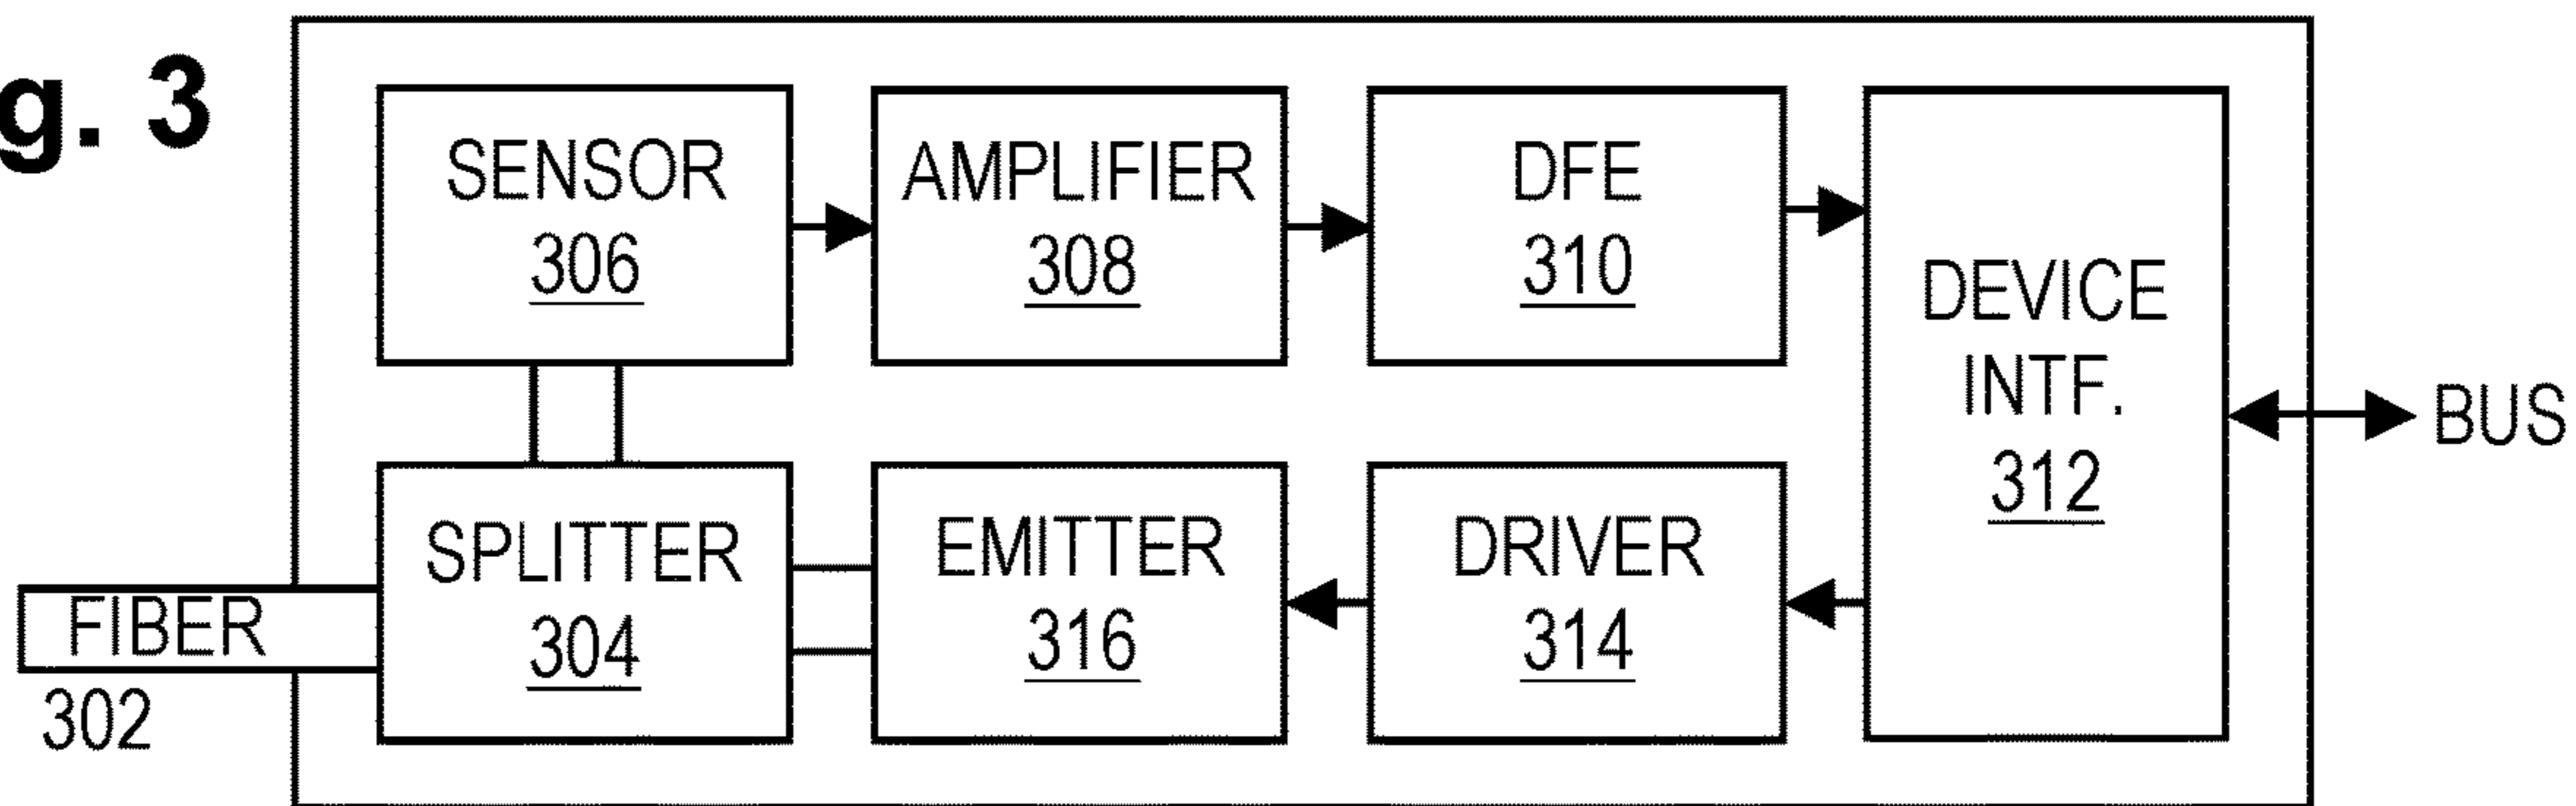 g. 3
SENSOR
306
AMPLIFIER
308
DFE
310
DEVICE
INTF.
312
BUS
SPLITTER
304
EMITTER
316
DRIVER
314
FIBER
302